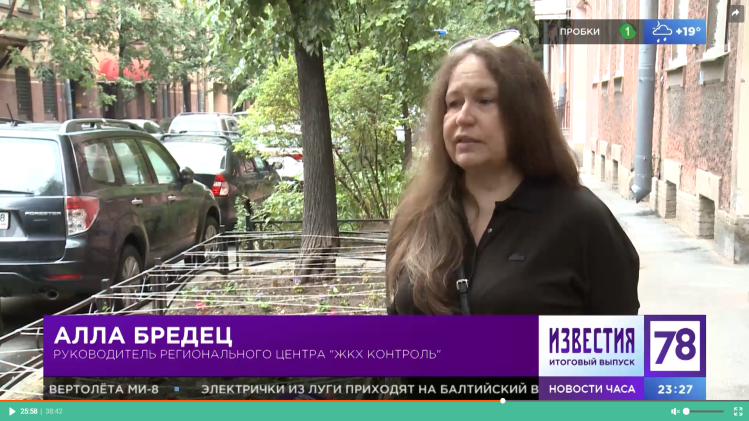 ПРОБКИ 1 +19°
FORESTER
АЛЛА БРЕДЕЦ
РУКОВОДИТЕЛЬ РЕГИОНАЛЬНОГО ЦЕНТРА "ЖКХ КОНТРОЛЬ"
ИЗВЕСТИЯ
ИТОГОВЫЙ ВЫПУСК
78
ВЕРТОЛЁТА МИ-8 ЭЛЕКТРИЧКИ ИЗ ЛУГИ ПРИХОДЯТ НА БАЛТИЙСКИЙ В
НОВОСТИ ЧАСА
23:27
25:58 | 38:42